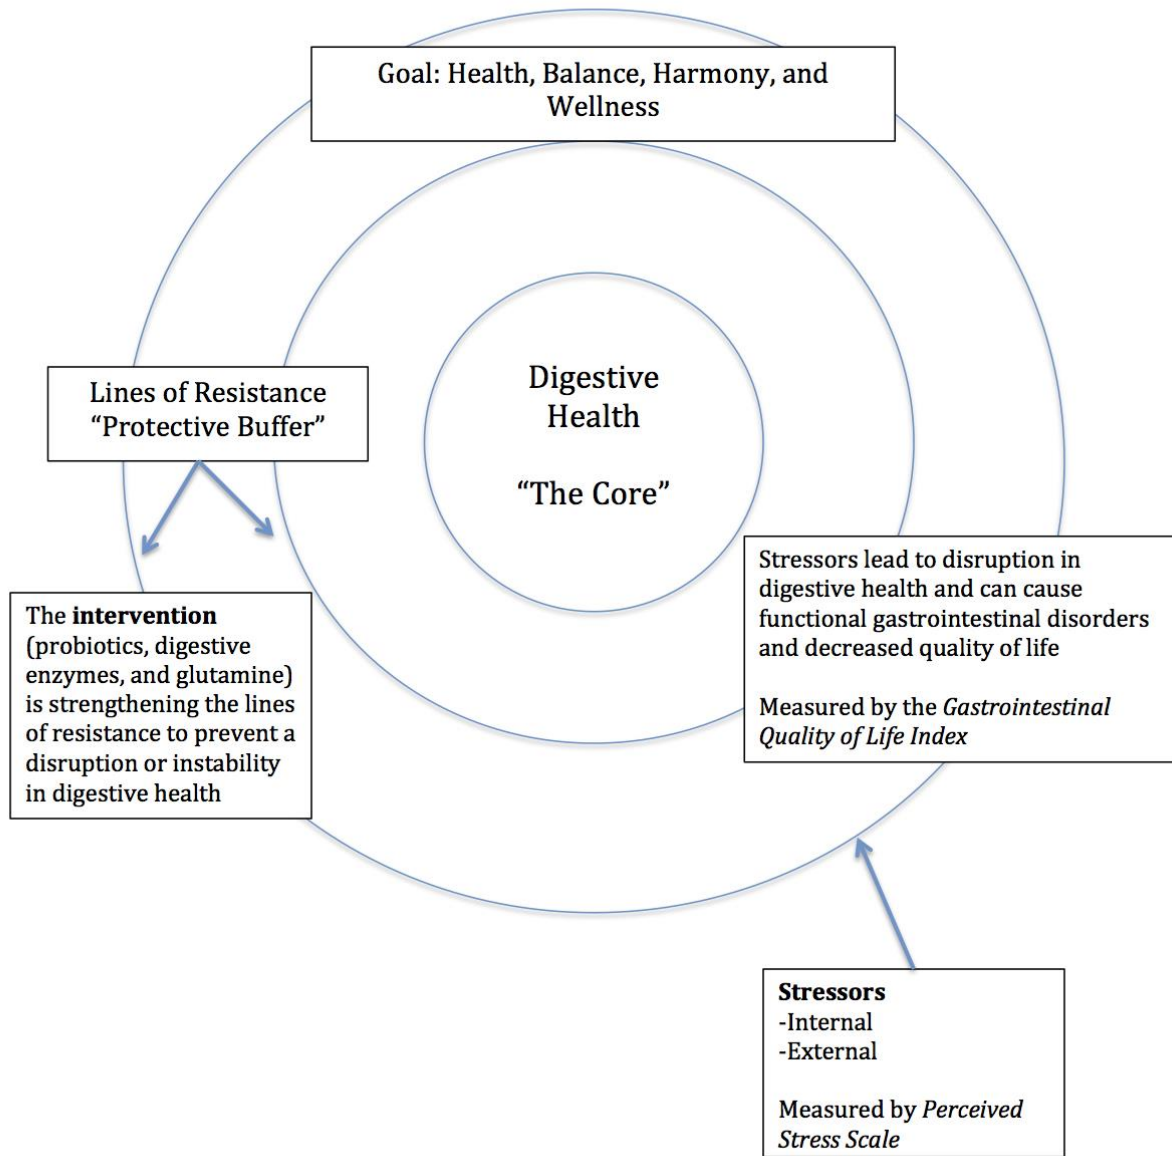 Goal: Health, Balance, Harmony, and
Wellness
Digestive
Health
“The Core”
Lines of Resistance
“Protective Buffer”
The intervention
(probiotics, digestive
enzymes, and glutamine)
is strengthening the lines
of resistance to prevent a
disruption or instability
in digestive health
Stressors lead to disruption in
digestive health and can cause
functional gastrointestinal disorders
and decreased quality of life
Measured by the Gastrointestinal
Quality of Life Index
Stressors
-Internal
-External
Measured by Perceived
Stress Scale